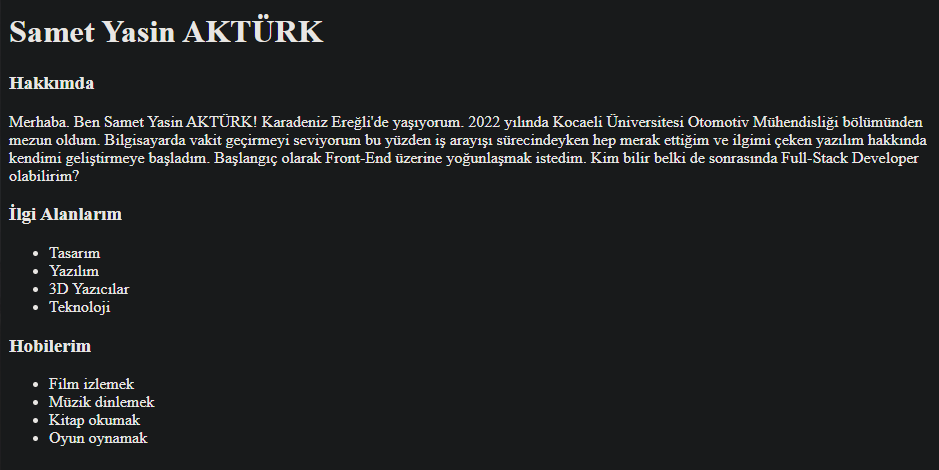 Samet Yasin AKTÜRK
Hakkımda
Merhaba. Ben Samet Yasin AKTÜRK! Karadeniz Ereğli'de yaşıyorum. 2022 yılında Kocaeli Üniversitesi Otomotiv Mühendisliği bölümünden
mezun oldum. Bilgisayarda vakit geçirmeyi seviyorum bu yüzden iş arayışı sürecindeyken hep merak ettiğim ve ilgimi çeken yazılım hakkında
kendimi geliştirmeye başladım. Başlangıç olarak Front-End üzerine yoğunlaşmak istedim. Kim bilir belki de sonrasında Full-Stack Developer
olabilirim?
İlgi Alanlarım
• Tasarım
• Yazılım
• 3D Yazıcılar
• Teknoloji
Hobilerim
• Film izlemek
• Müzik dinlemek
• Kitap okumak
• Oyun oynamak